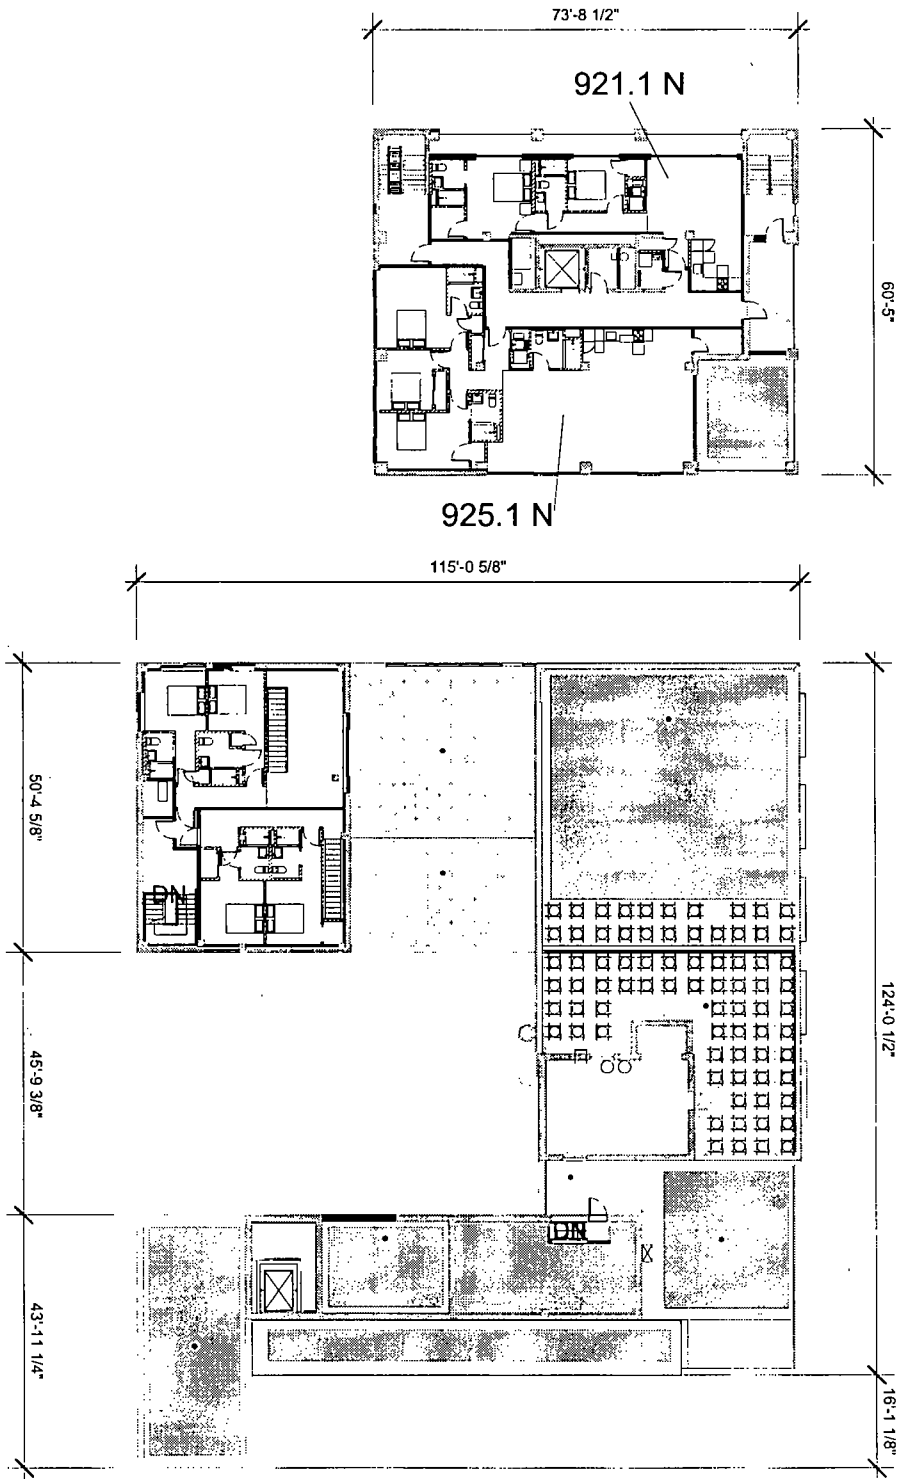 73'-8 1/2"
921.1 N
60'-5"
925.1 N
115'-0 5/8"
50'-4 5/8"
DN
124'-0 1/2"
45'-9 3/8"
DN
43'-11 1/4"
16'-1 1/8"